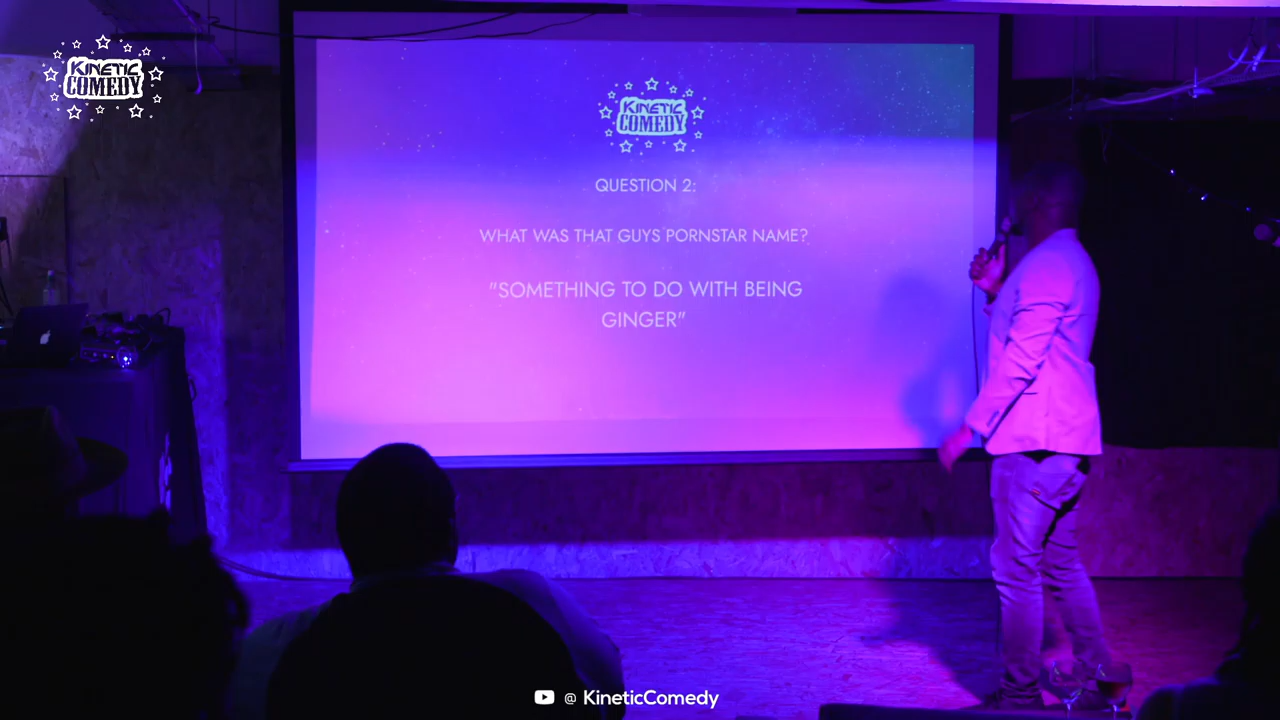 KINETIC
COMEDY
KINETIC
COMEDY
QUESTION 2:
WHAT WAS THAT GUYS PORNSTAR NAME?
"SOMETHING TO DO WITH BEING
GINGER"
@ KineticComedy